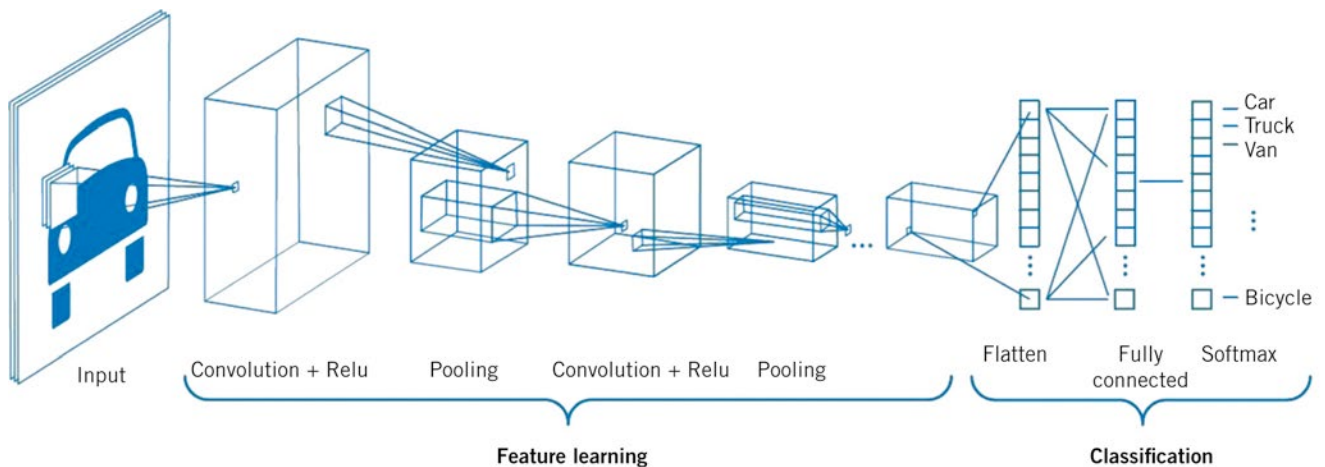 Car
Truck
Van
Bicycle
Input
Convolution + Relu
Pooling
Convolution + Relu
Pooling
Flatten
Fully
connected
Softmax
Feature learning
Classification